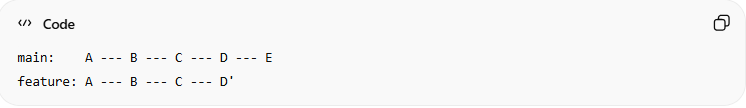 </> Code
main:    A --- B --- C --- D --- E
feature: A --- B --- C --- D'